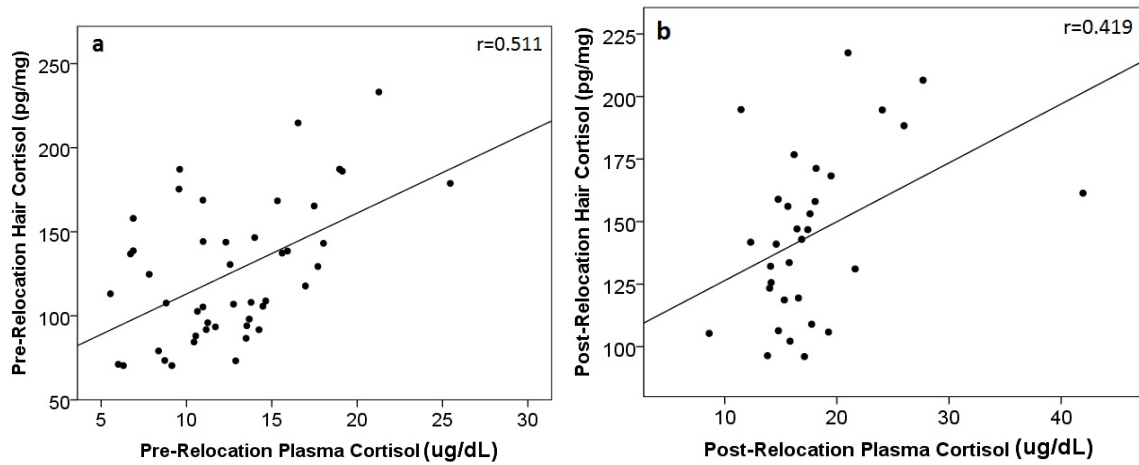 a
r=0.511
Pre-Relocation Hair Cortisol (pg/mg)
250
200
150
100
50
5 10 15 20 25 30
Pre-Relocation Plasma Cortisol (ug/dL)
b
r=0.419
Post-Relocation Hair Cortisol (pg/mg)
225
200
175
150
125
100
10 20 30 40
Post-Relocation Plasma Cortisol (ug/dL)